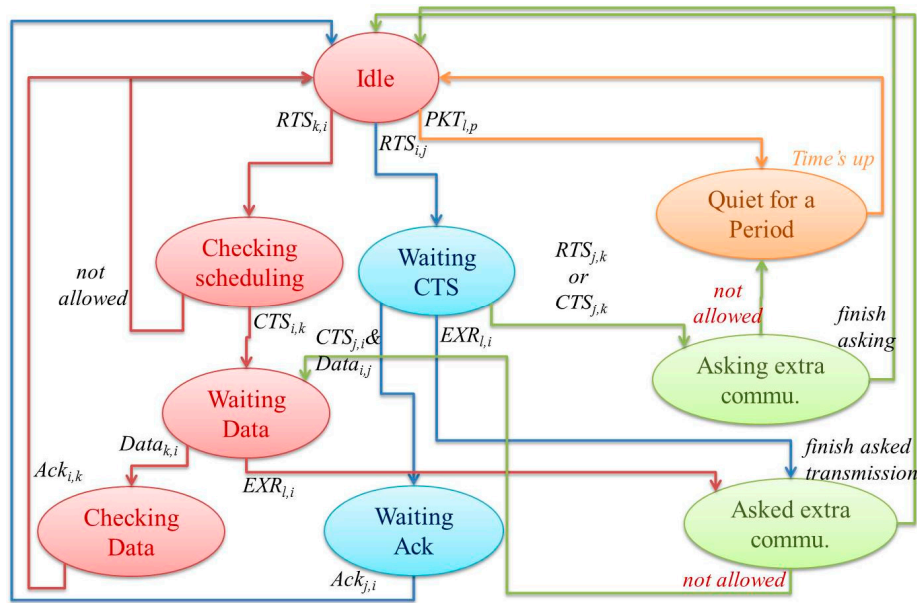 Idle
RTSk,i
PKTl,p
RTSi,j
Time's up
Quiet for a
Period
Checking
scheduling
Waiting
CTS
RTSj,k
or
CTSj,k
not
allowed
not
allowed
finish
asking
CTSi,k
CTSj,i&
Datai,j
EXRl,i
Asking extra
commu.
Waiting
Data
Datak,i
Acki,k
EXRl,i
finish asked
transmission
Checking
Data
Waiting
Ack
Asked extra
commu.
Ackj,i
not allowed